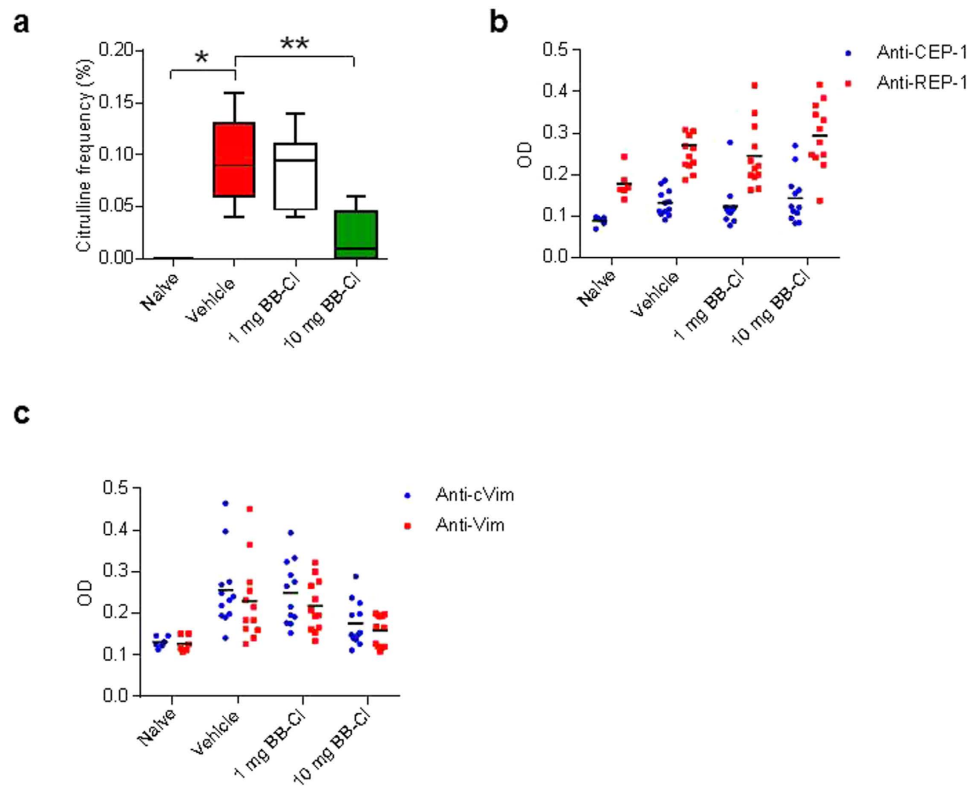 a
Citrulline frequency (%)
0.20
0.15
0.10
0.05
0.00
*
**
Naïve
Vehicle
1 mg BB-Cl
10 mg BB-Cl
b
OD
0.5
0.4
0.3
0.2
0.1
0.0
Anti-CEP-1
Anti-REP-1
Naïve
Vehicle
1 mg BB-Cl
10 mg BB-Cl
c
OD
0.5
0.4
0.3
0.2
0.1
0.0
Anti-cVim
Anti-Vim
Naïve
Vehicle
1 mg BB-Cl
10 mg BB-Cl